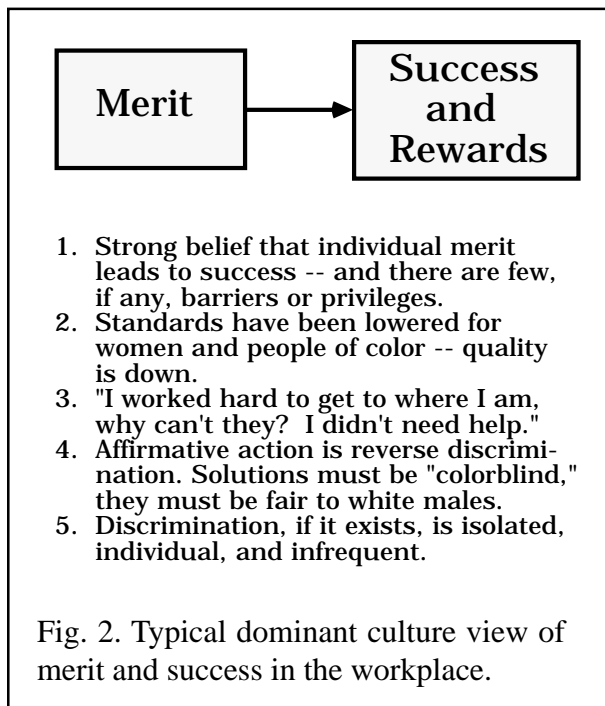 Merit
Success
and
Rewards
1. Strong belief that individual merit
leads to success -- and there are few,
if any, barriers or privileges.
2. Standards have been lowered for
women and people of color -- quality
is down.
3. "I worked hard to get to where I am,
why can't they? I didn't need help."
4. Affirmative action is reverse discrimi-
nation. Solutions must be "colorblind,"
they must be fair to white males.
5. Discrimination, if it exists, is isolated,
individual, and infrequent.
Fig. 2. Typical dominant culture view of
merit and success in the workplace.